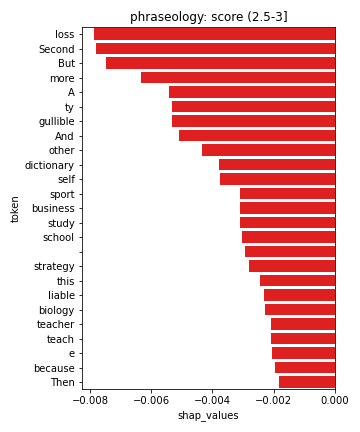 phraseology: score (2.5-3]
loss
Second
But
more
A
ty
gullible
And
other
dictionary
self
sport
business
study
school
strategy
this
liable
biology
teacher
teach
e
because
Then
token
−0.008 −0.006 −0.004 −0.002 0.000
shap_values